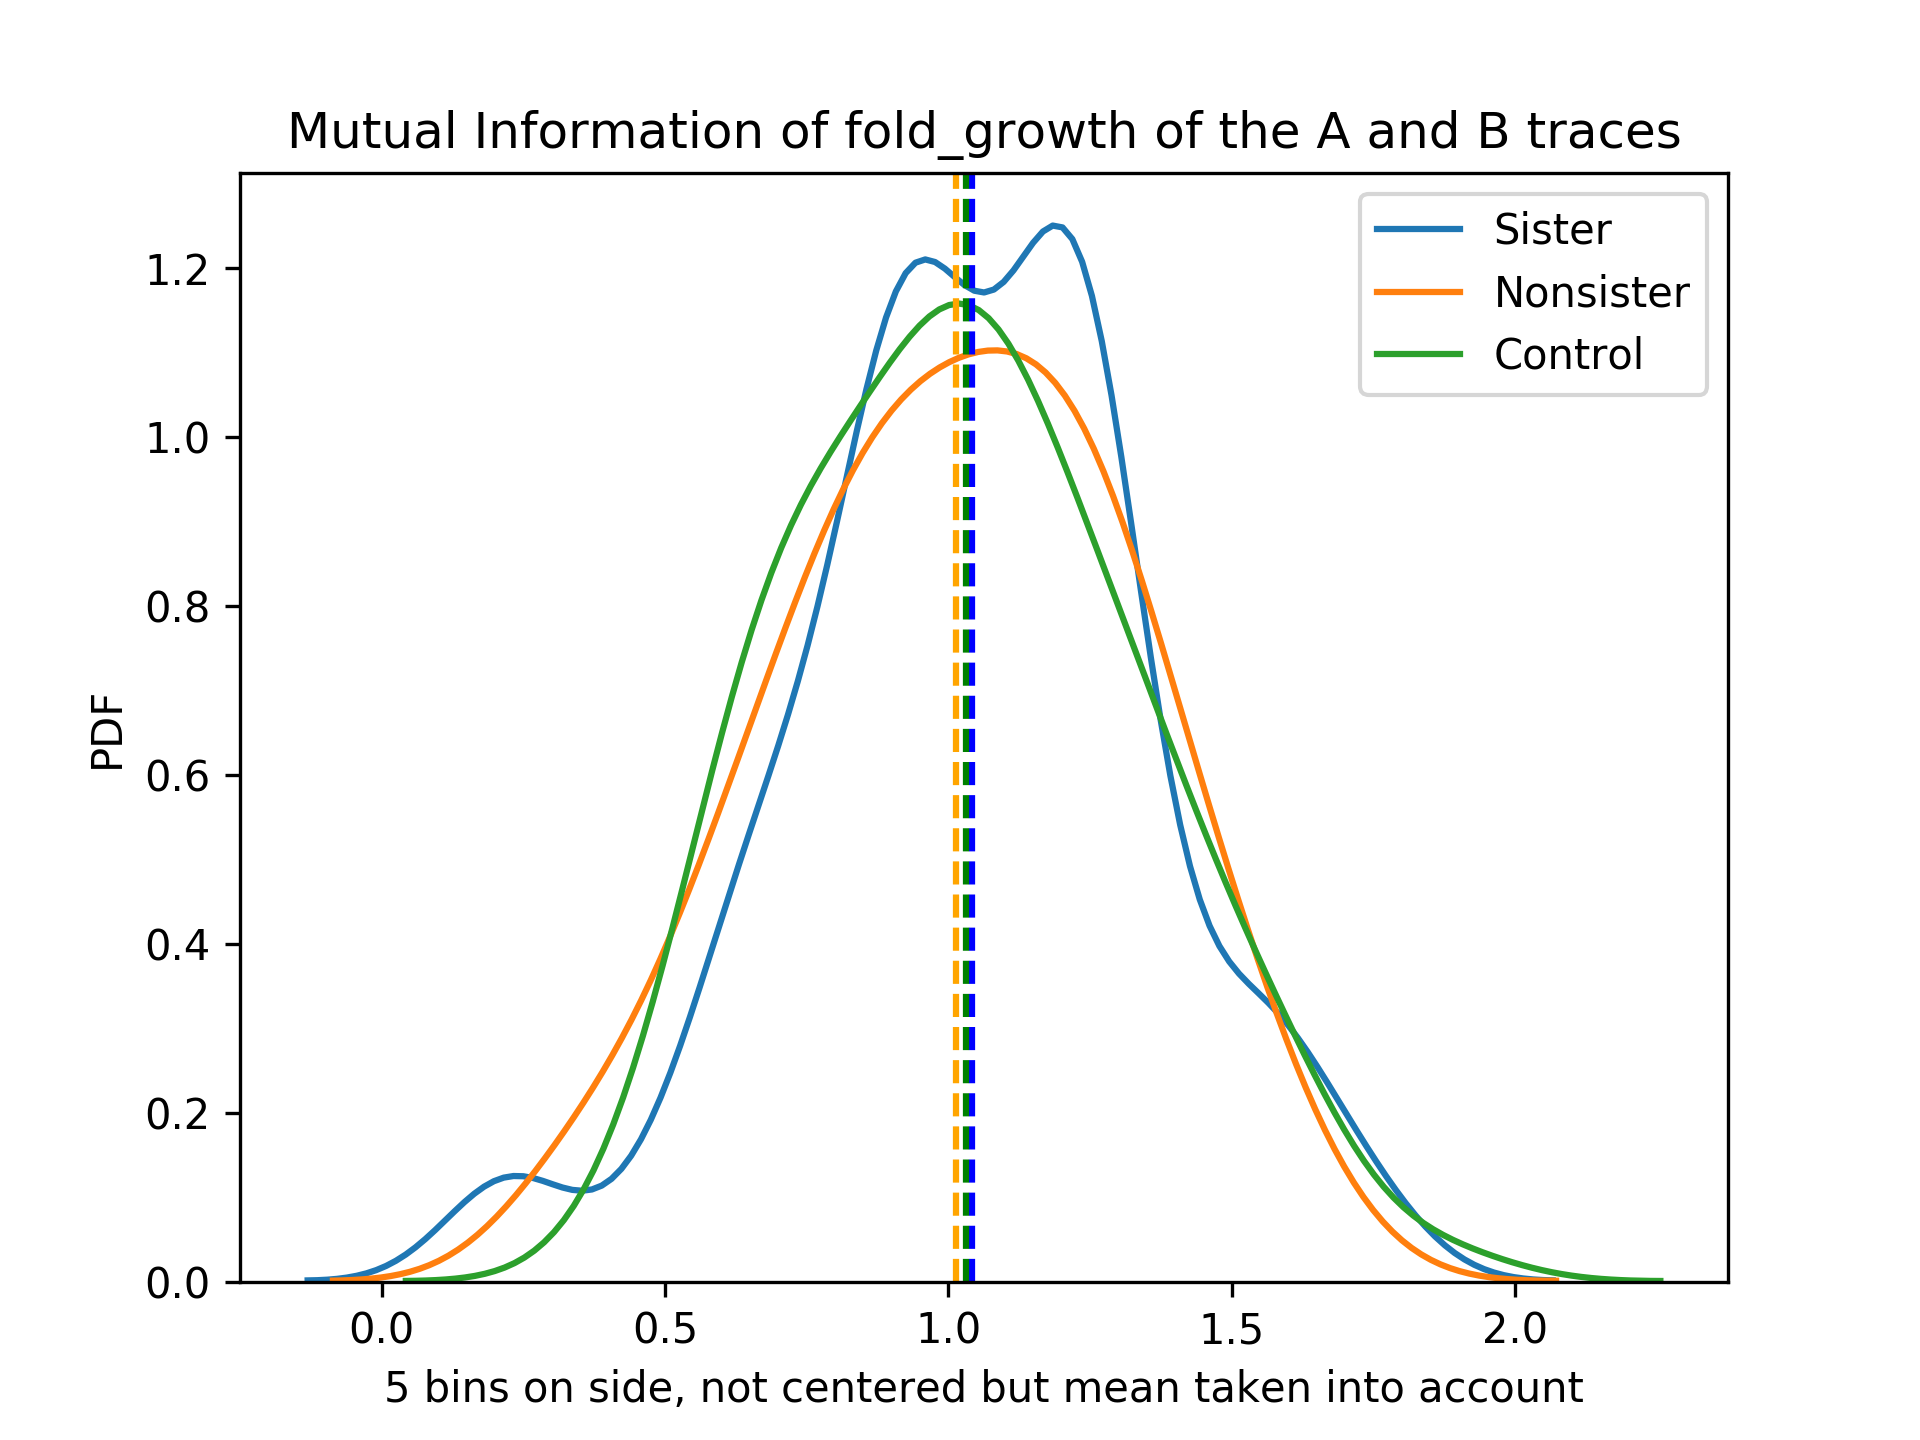 Mutual Information of fold_growth of the A and B traces
Sister
Nonsister
Control
PDF
1.2
1.0
0.8
0.6
0.4
0.2
0.0
0.0 0.5 1.0 1.5 2.0
5 bins on side, not centered but mean taken into account